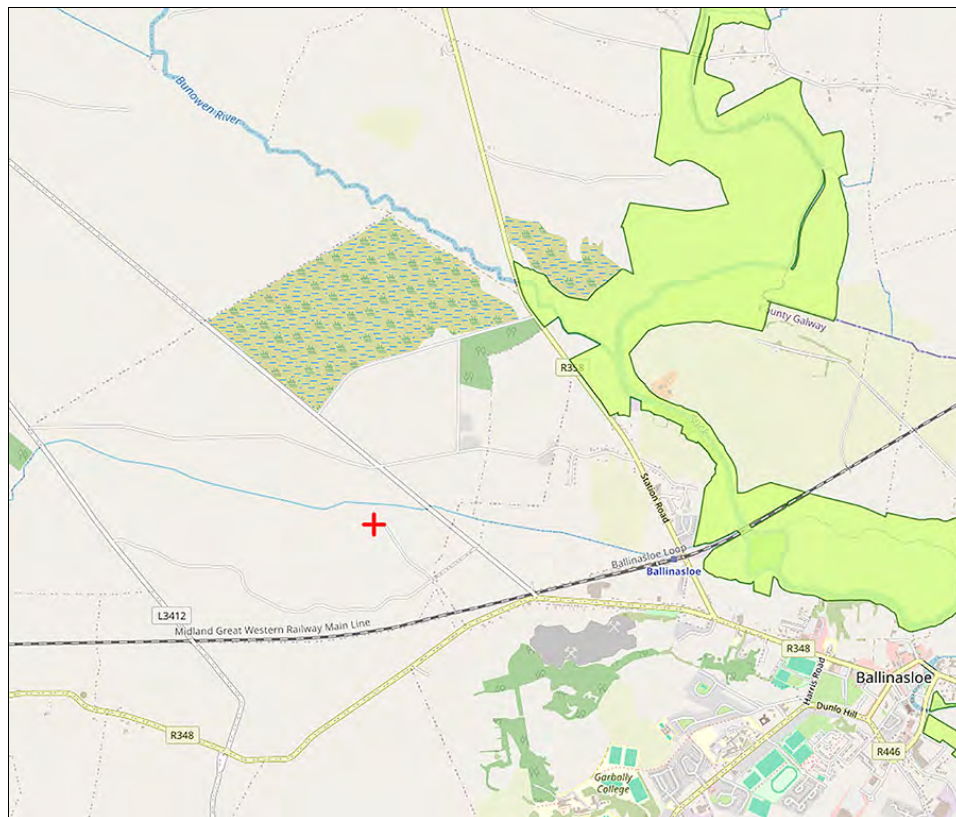 Bunowen River
County Galway
R358
Suck
Station Road
Ballinasloe Loop
Ballinasloe
L3412
Midland Great Western Railway Main Line
R348
Harris Road
Ballinasloe
Dunlo Hill
R348
R446
Garbally
College